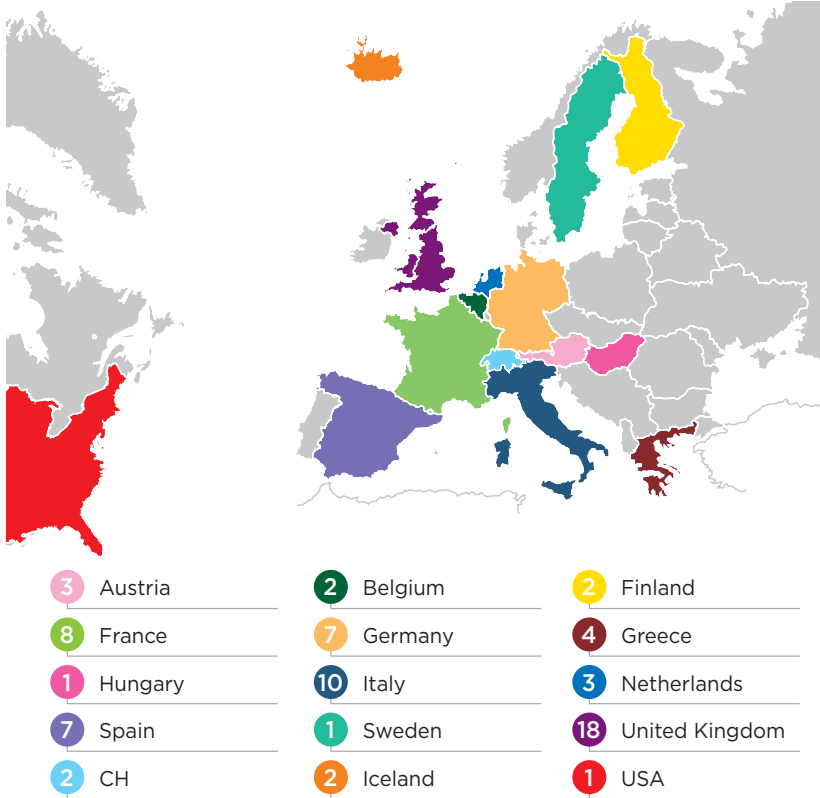 3 Austria 2 Belgium 2 Finland
8 France 7 Germany 4 Greece
1 Hungary 10 Italy 3 Netherlands
7 Spain 1 Sweden 18 United Kingdom
2 CH 2 Iceland 1 USA